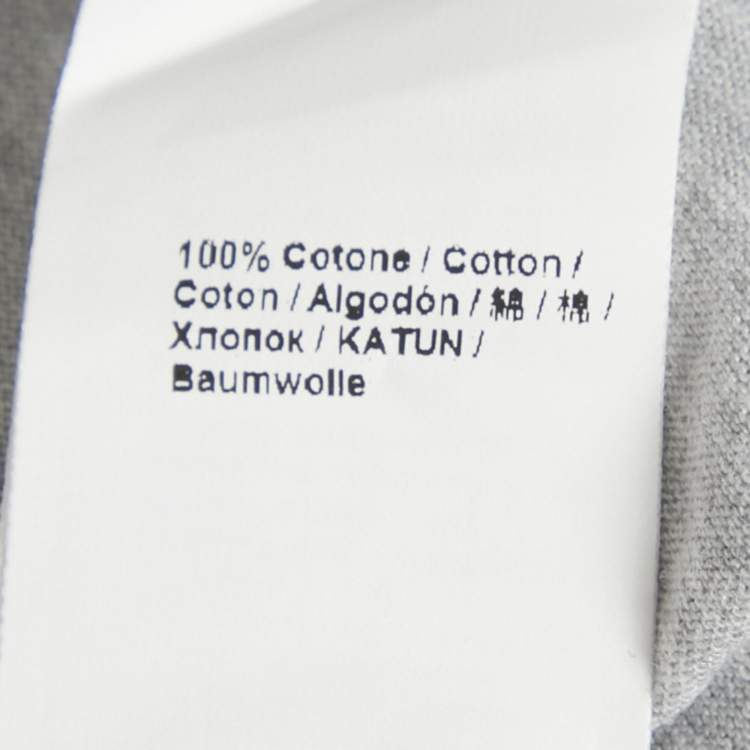 100% Cotone / Cotton /
Coton / Algodón / 綿 / 棉 /
Хлопок / KATUN /
Baumwolle